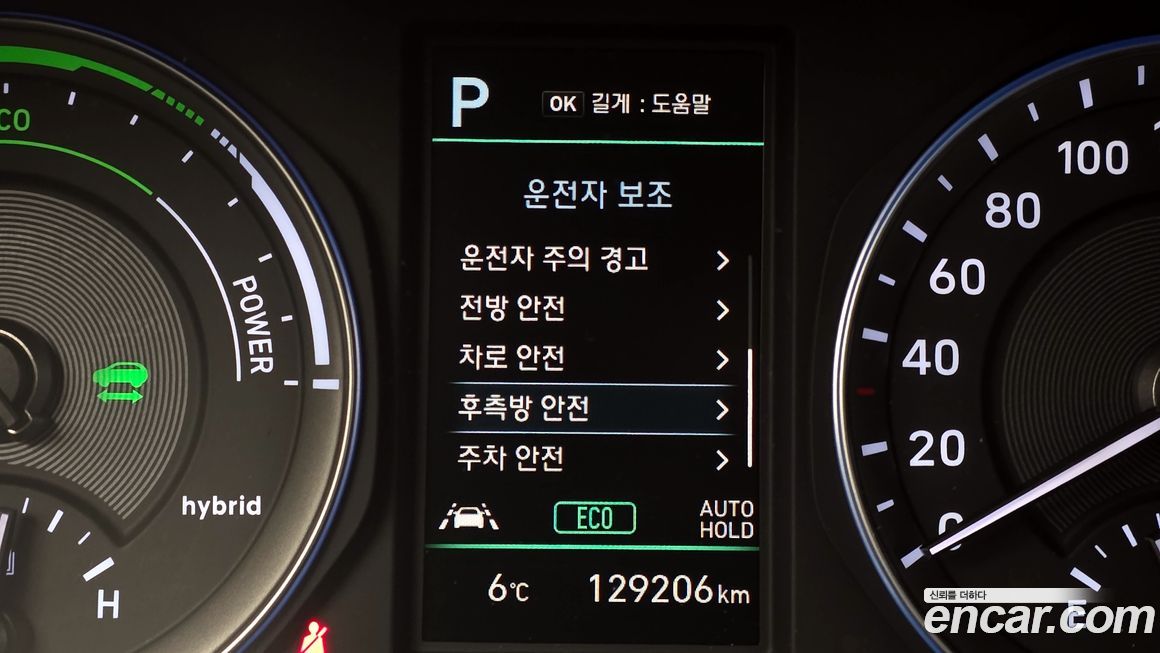 P
OK 길게 : 도움말
운전자 보조
운전자 주의 경고
전방 안전
차로 안전
후측방 안전
주차 안전
ECO
AUTO
HOLD
6℃ 129206 km
CO
POWER
hybrid
H
100
80
60
40
20
0
E
신뢰를 더하다
encar.com